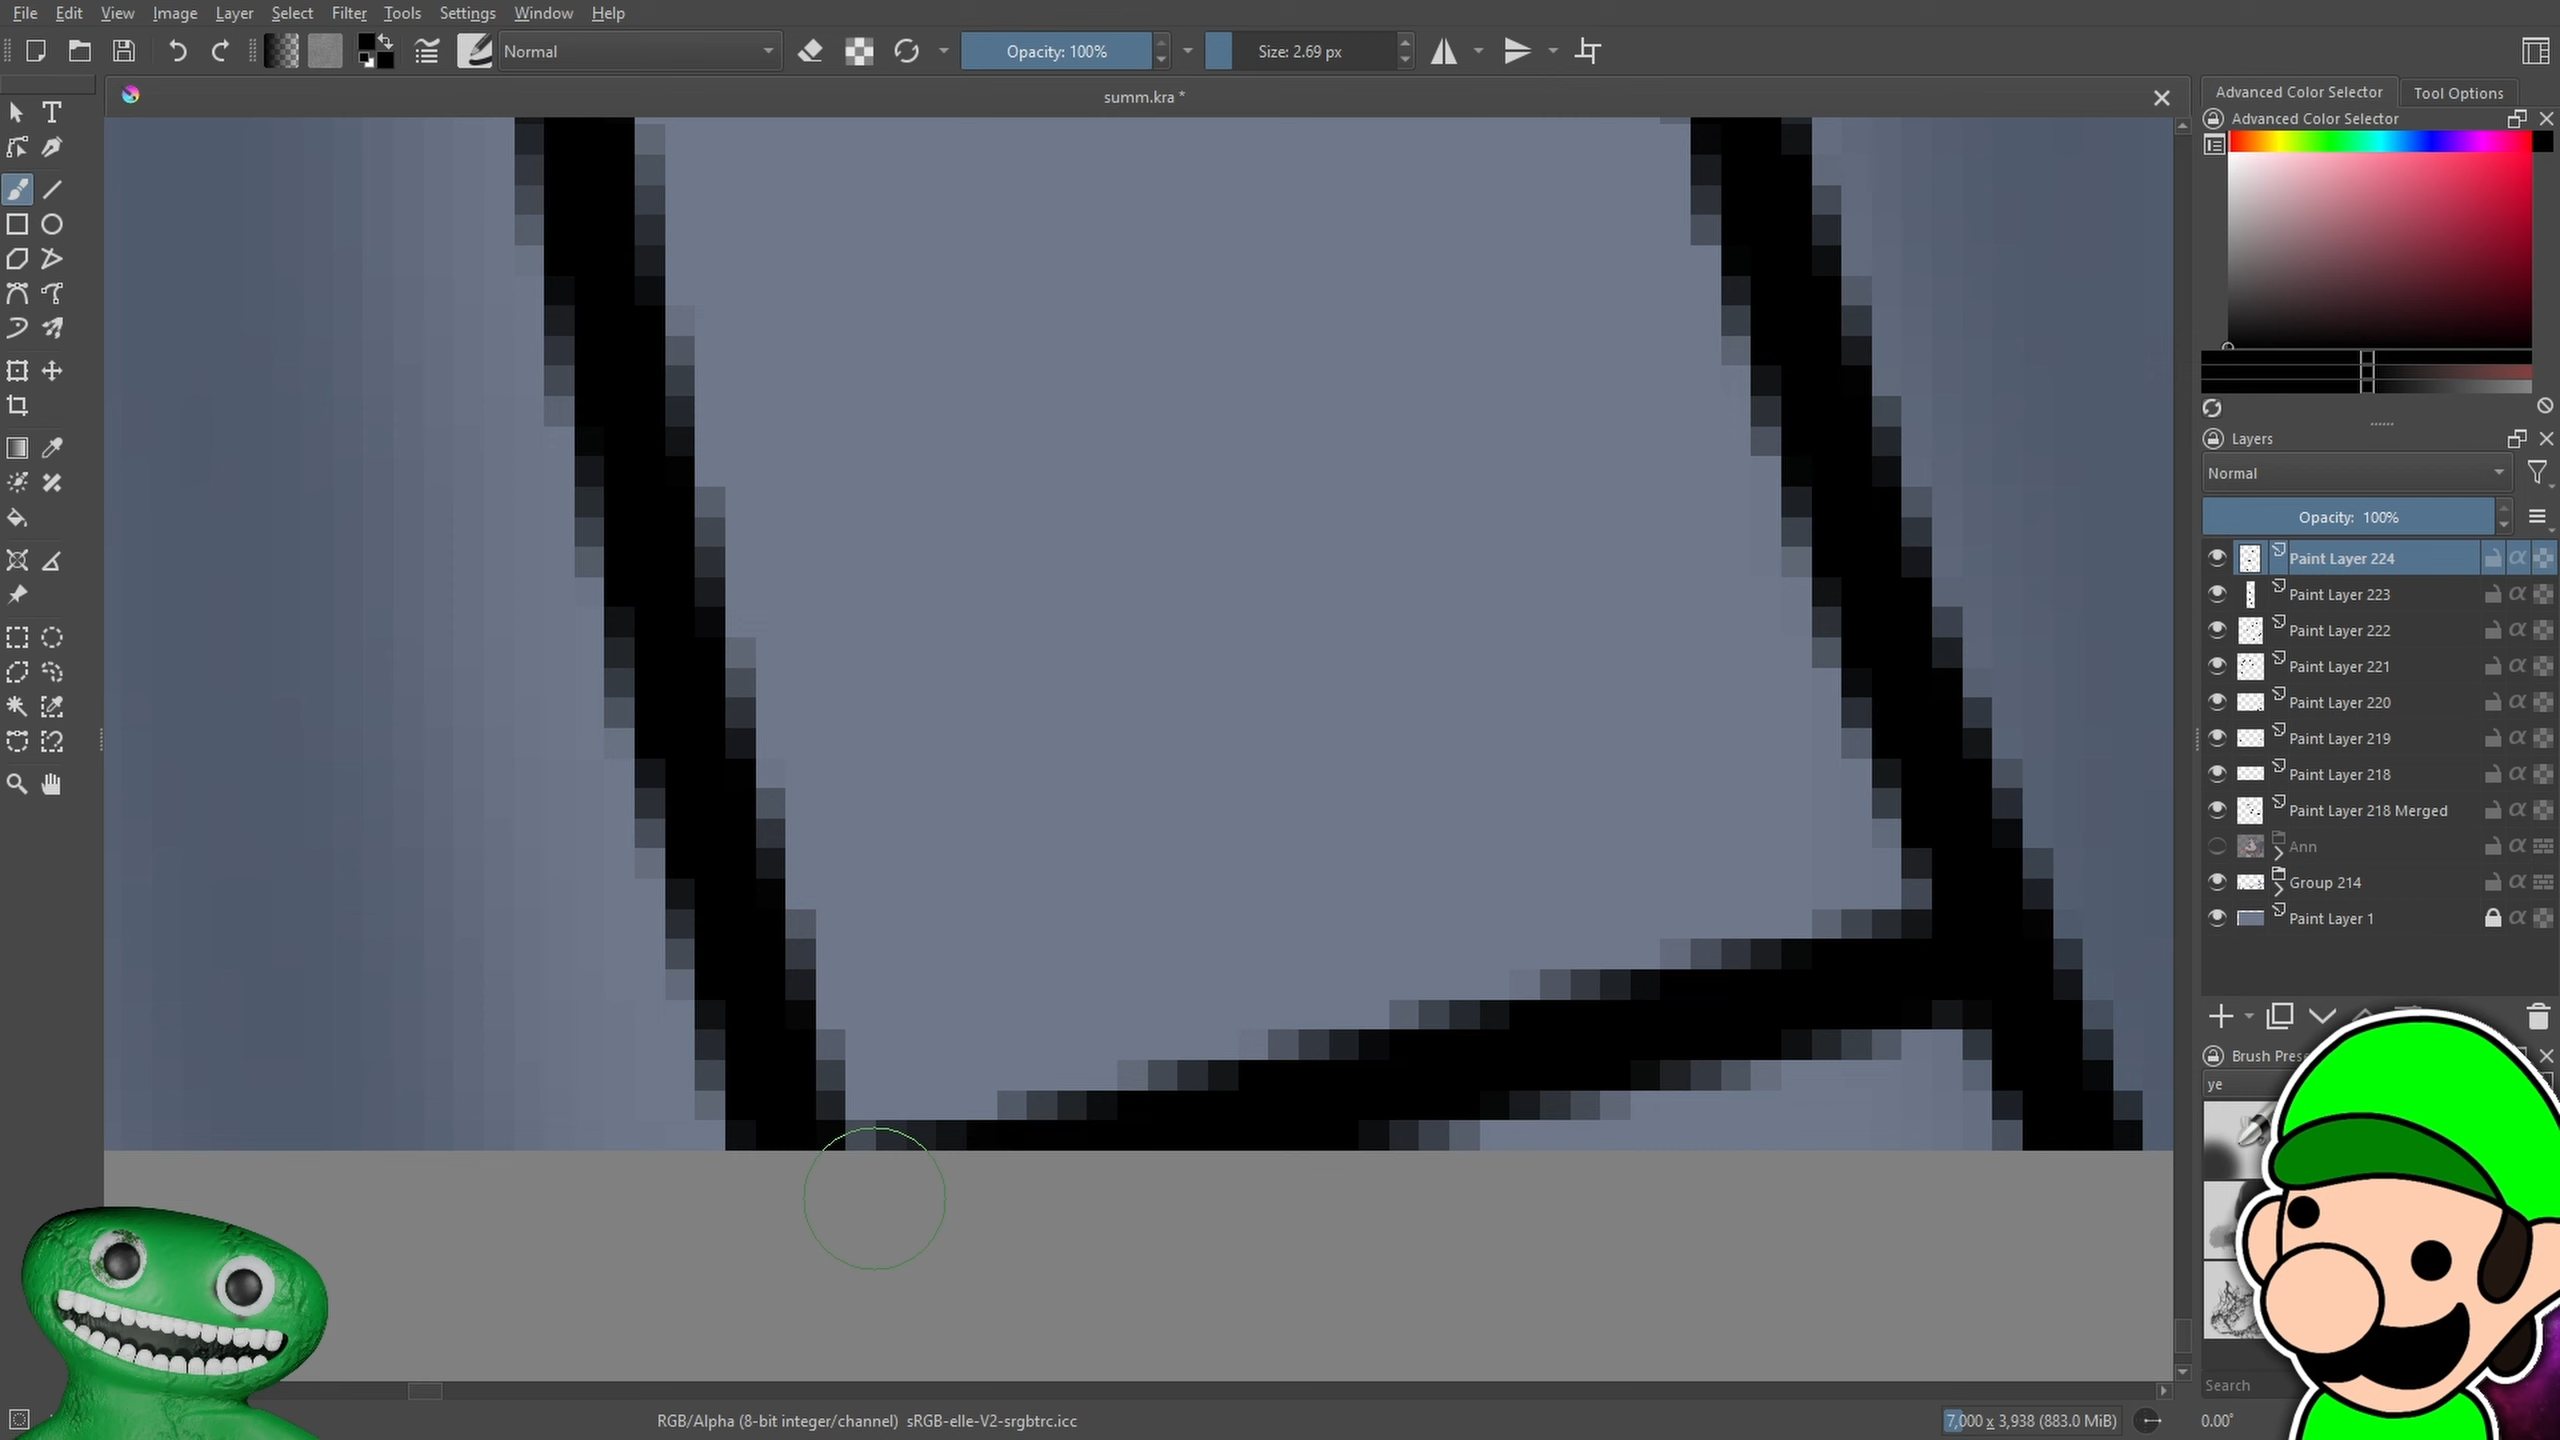 File Edit View Image Layer Select Filter Tools Settings Window Help
Normal
Opacity: 100%
Size: 2.69 px
summ.kra *
Advanced Color Selector
Tool Options
Advanced Color Selector
Layers
Normal
Opacity: 100%
Paint Layer 224
Paint Layer 223
Paint Layer 222
Paint Layer 221
Paint Layer 220
Paint Layer 219
Paint Layer 218
Paint Layer 218 Merged
Ann
Group 214
Paint Layer 1
Brush Pres
ye
Search
RGB/Alpha (8-bit integer/channel) sRGB-elle-V2-srgbtrc.icc
7,000 x 3,938 (883.0 MiB)
0.00°